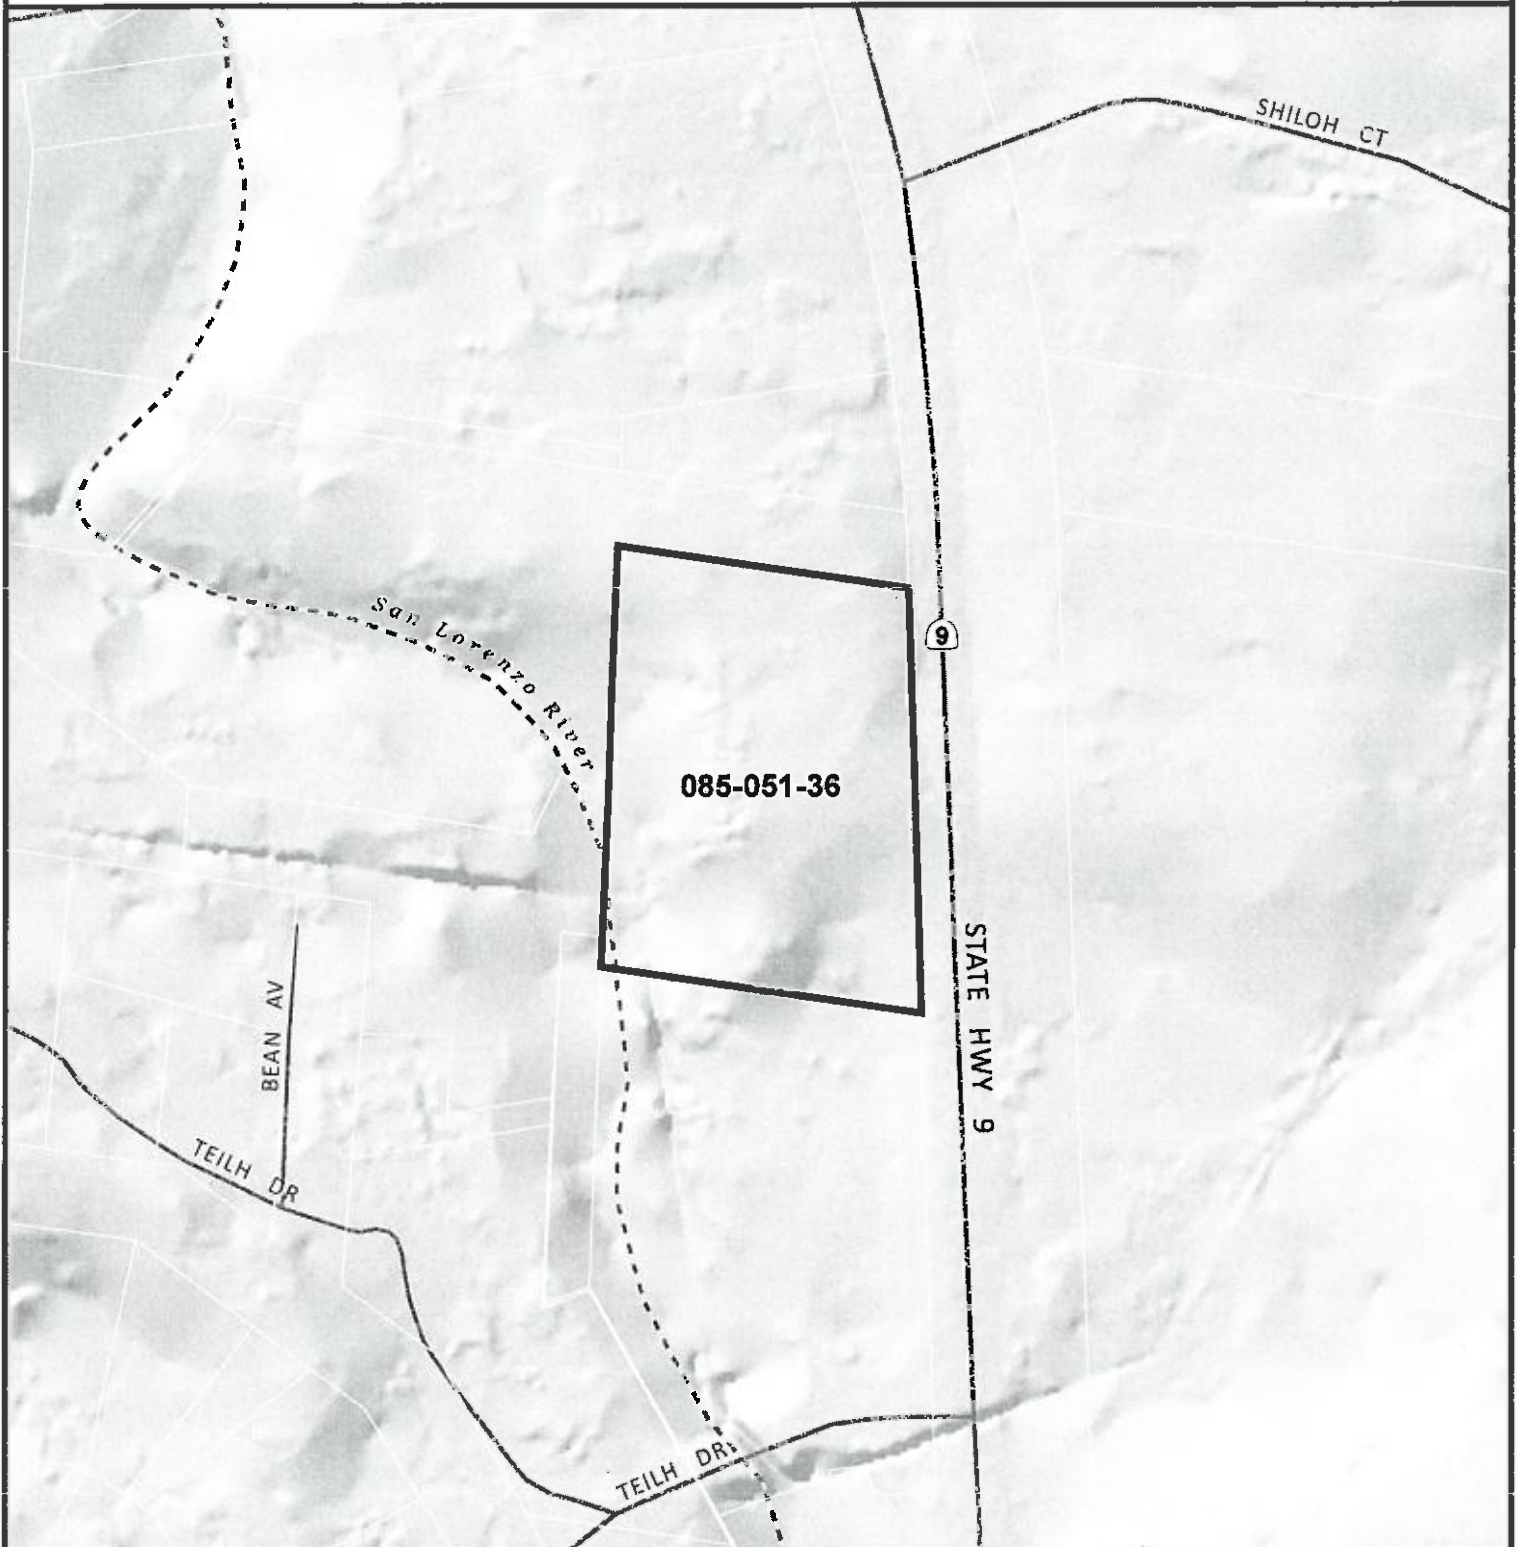 SHILOH CT
San Lorenzo River
9
085-051-36
STATE HWY 9
BEAN AV
TEILH DR
TEILH DR